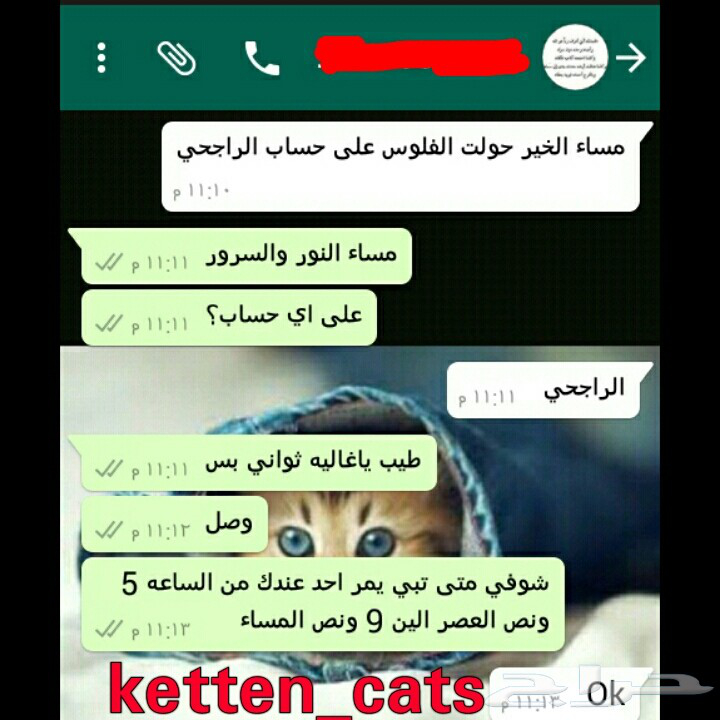 مساء الخير حولت الفلوس على حساب الراجحي
١١:١٠ م
مساء النور والسرور
١١:١١ م
على اي حساب؟
١١:١١ م
الراجحي
١١:١١ م
طيب ياغاليه ثواني بس
١١:١١ م
وصل
١١:١٢ م
شوفي متى تبي يمر احد عندك من الساعه 5
ونص العصر الين 9 ونص المساء
١١:١٣ م
Ok
١١:١٣ م
ketten_cats
حراج